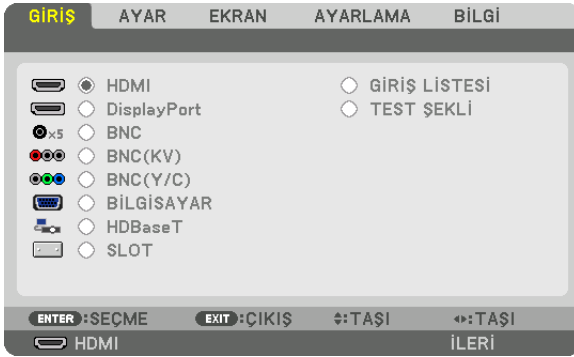 GİRİŞ AYAR EKRAN AYARLAMA BİLGİ
HDMI GİRİŞ LİSTESİ
DisplayPort TEST ŞEKLİ
×5 BNC
BNC(KV)
BNC(Y/C)
BİLGİSAYAR
HDBaseT
SLOT
ENTER:SEÇME EXIT:ÇIKIŞ :TAŞI :TAŞI
HDMI İLERİ